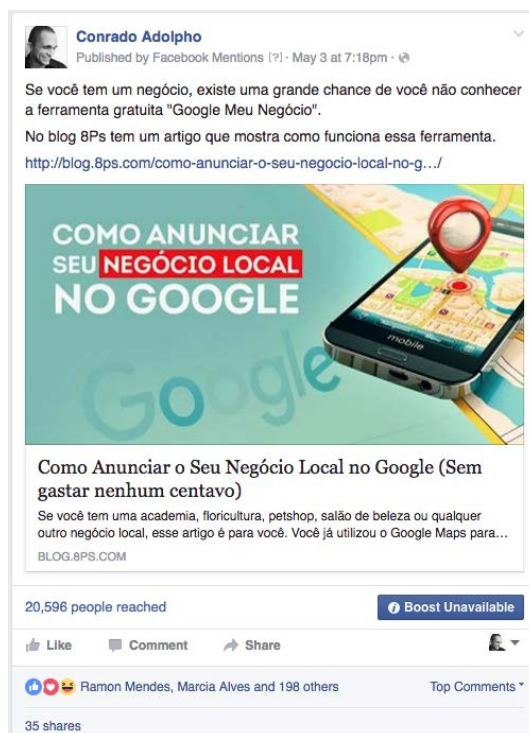 Conrado Adolpho
Published by Facebook Mentions [?] · May 3 at 7:18pm ·
Se você tem um negócio, existe uma grande chance de você não conhecer
a ferramenta gratuita "Google Meu Negócio".
No blog 8Ps tem um artigo que mostra como funciona essa ferramenta.
http://blog.8ps.com/como-anunciar-o-seu-negocio-local-no-g…/
COMO ANUNCIAR
SEU NEGÓCIO LOCAL
NO GOOGLE
Google
mobile
Como Anunciar o Seu Negócio Local no Google (Sem
gastar nenhum centavo)
Se você tem uma academia, floricultura, petshop, salão de beleza ou qualquer
outro negócio local, esse artigo é para você. Você já utilizou o Google Maps para...
BLOG.8PS.COM
20,596 people reached
Boost Unavailable
Like Comment Share
Ramon Mendes, Marcia Alves and 198 others
Top Comments
35 shares